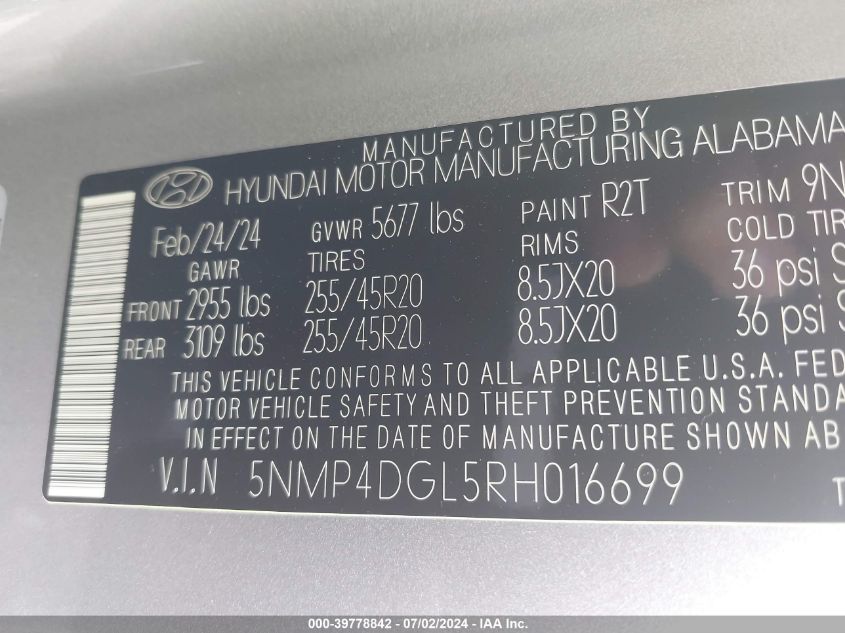 MANUFACTURED BY
HYUNDAI MOTOR MANUFACTURING ALABAMA
Feb/24/24 GVWR 5677 lbs PAINT R2T TRIM 9N
GAWR TIRES RIMS COLD TIR
FRONT 2955 lbs 255/45R20 8.5JX20 36 psi S
REAR 3109 lbs 255/45R20 8.5JX20 36 psi S
THIS VEHICLE CONFORMS TO ALL APPLICABLE U.S.A. FED
MOTOR VEHICLE SAFETY AND THEFT PREVENTION STANDA
IN EFFECT ON THE DATE OF MANUFACTURE SHOWN AB
V.I.N 5NMP4DGL5RH016699 T
000-39778842 - 07/02/2024 - IAA Inc.